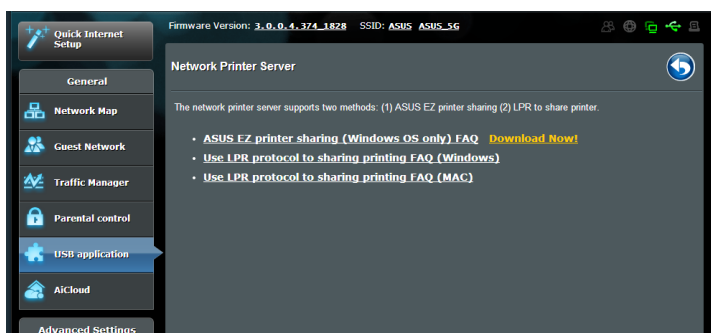 Quick Internet
Setup
Firmware Version: 3.0.0.4.374_1828 SSID: ASUS ASUS_5G
General
Network Map
Guest Network
Traffic Manager
Parental control
USB application
AiCloud
Advanced Settings
Network Printer Server
The network printer server supports two methods: (1) ASUS EZ printer sharing (2) LPR to share printer.
ASUS EZ printer sharing (Windows OS only) FAQ Download Now!
Use LPR protocol to sharing printing FAQ (Windows)
Use LPR protocol to sharing printing FAQ (MAC)